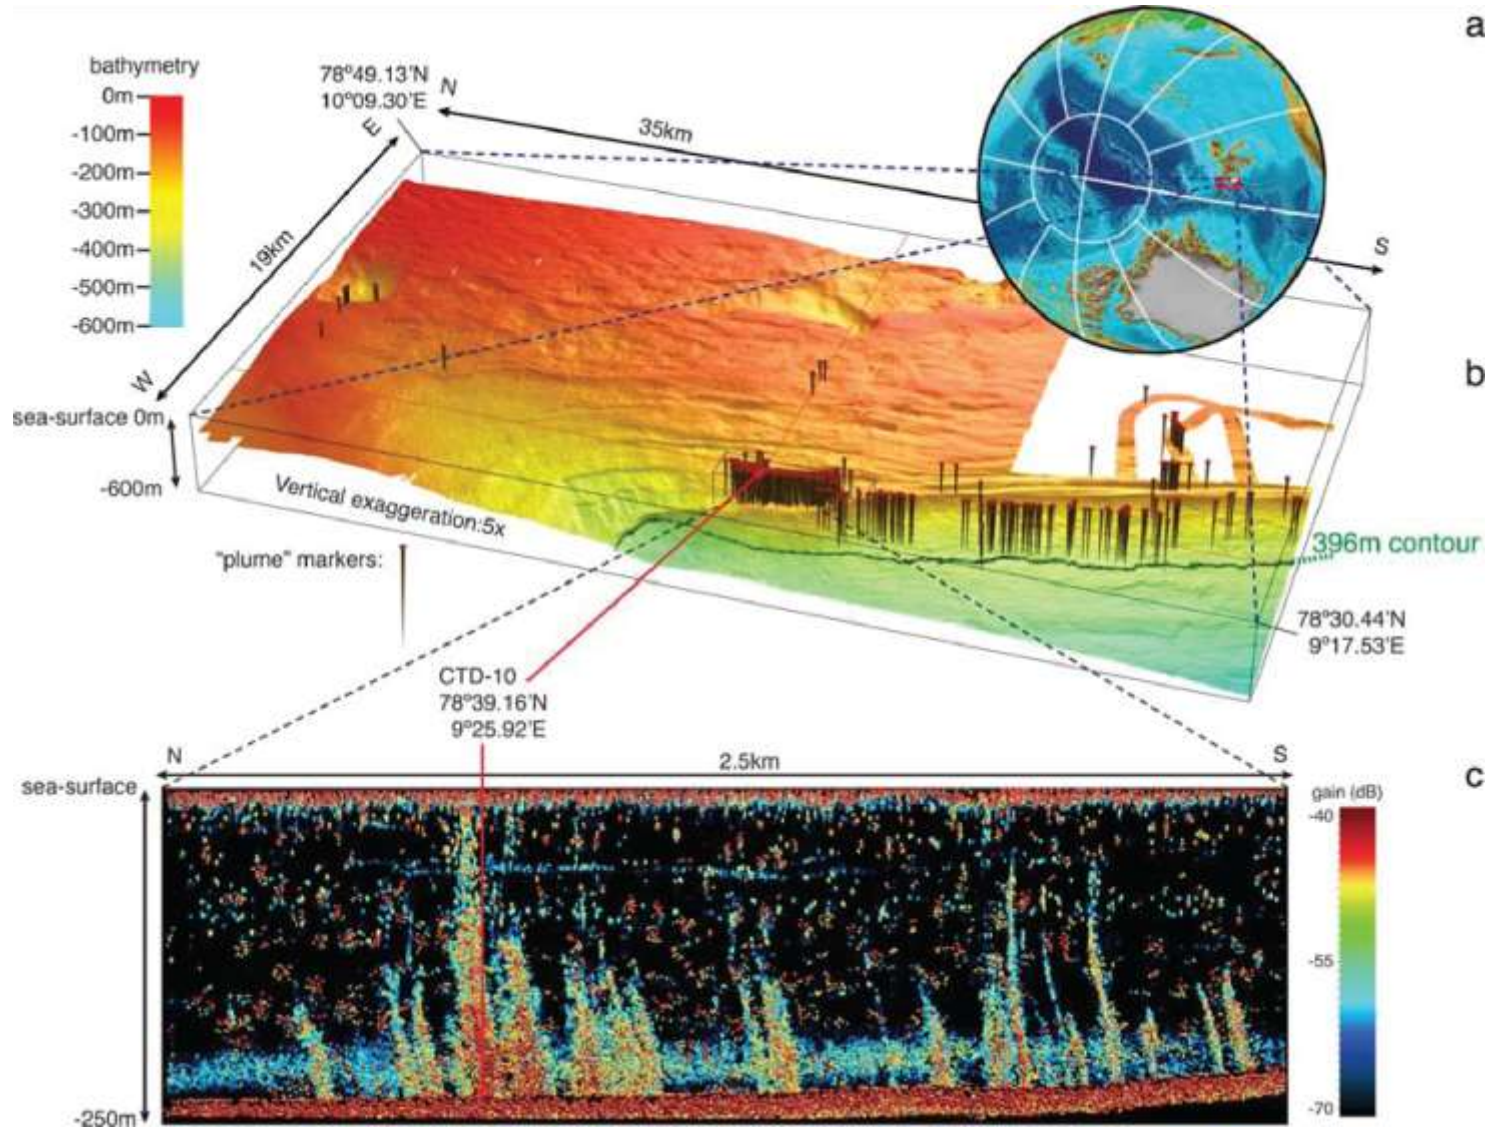 a
bathymetry
0m
-100m
-200m
-300m
-400m
-500m
-600m
78º49.13'N
10º09.30'E
N
35km
S
E
19km
W
b
sea-surface 0m
-600m
Vertical exaggeration:5x
"plume" markers:
396m contour
78º30.44'N
9º17.53'E
CTD-10
78º39.16'N
9º25.92'E
N
2.5km
S
c
sea-surface
-250m
gain (dB)
-40
-55
-70